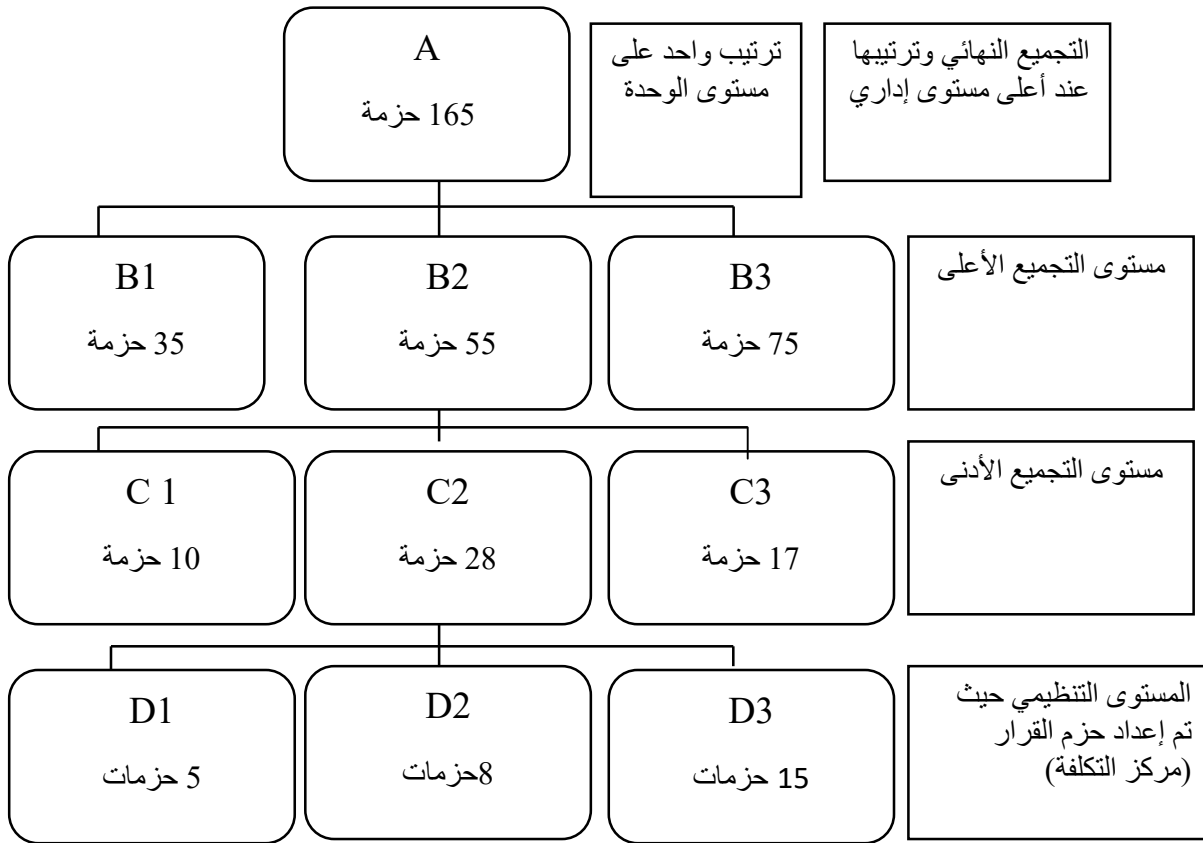 A
165 حزمة
ترتيب واحد على
مستوى الوحدة
التجميع النهائي وترتيبها
عند أعلى مستوى إداري
B1
35 حزمة
B2
55 حزمة
B3
75 حزمة
مستوى التجميع الأعلى
C 1
10 حزمة
C2
28 حزمة
C3
17 حزمة
مستوى التجميع الأدنى
D1
5 حزمات
D2
8حزمات
D3
15 حزمات
المستوى التنظيمي حيث
تم إعداد حزم القرار
(مركز التكلفة)